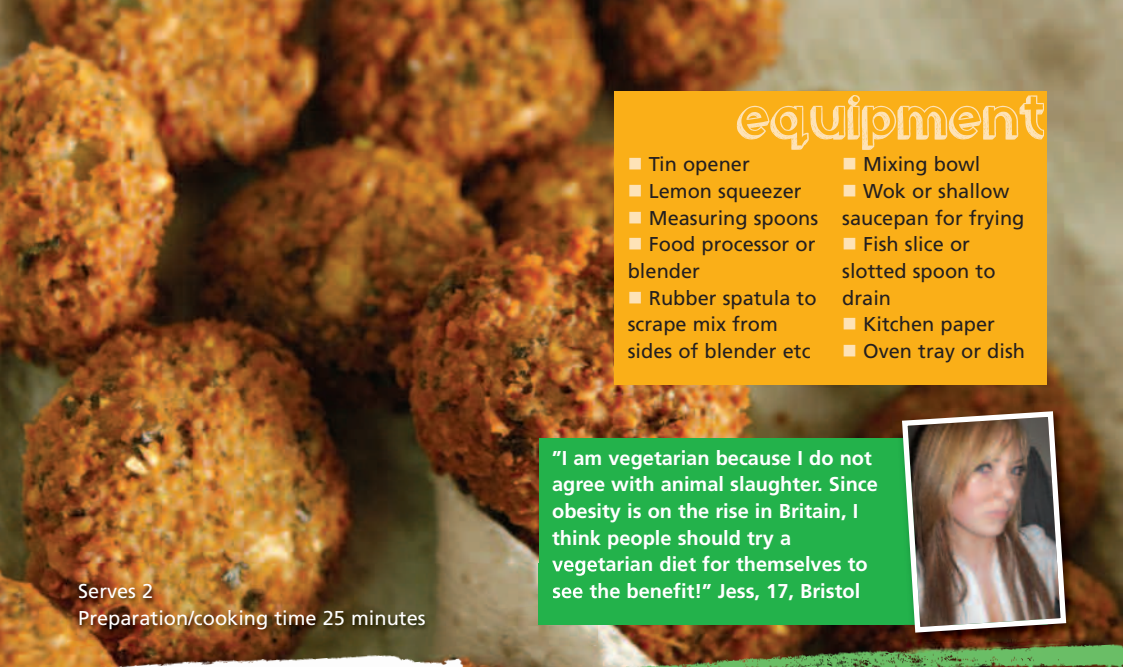 equipment
Tin opener
Lemon squeezer
Measuring spoons
Food processor or
blender
Rubber spatula to
scrape mix from
sides of blender etc
Mixing bowl
Wok or shallow
saucepan for frying
Fish slice or
slotted spoon to
drain
Kitchen paper
Oven tray or dish
”I am vegetarian because I do not
agree with animal slaughter. Since
obesity is on the rise in Britain, I
think people should try a
vegetarian diet for themselves to
see the benefit!” Jess, 17, Bristol
Serves 2
Preparation/cooking time 25 minutes